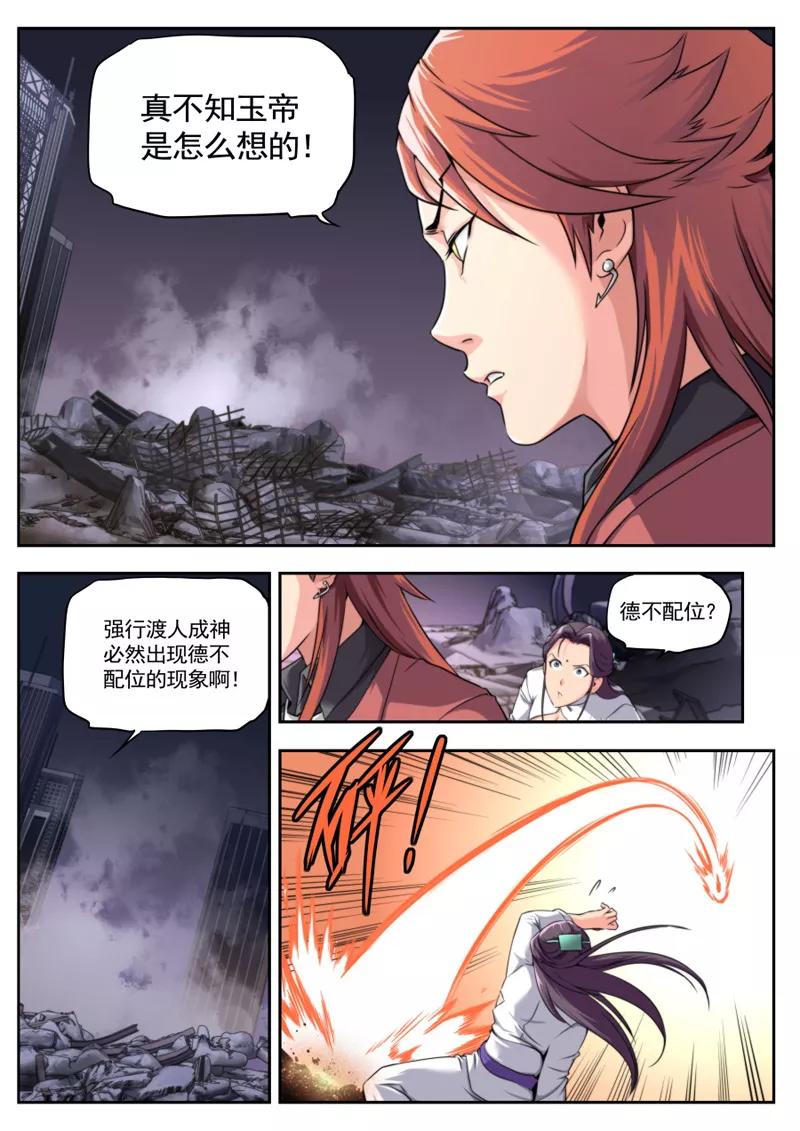 真不知玉帝
是怎么想的！
强行渡人成神
必然出现德不
配位的现象啊！
德不配位？
砰！